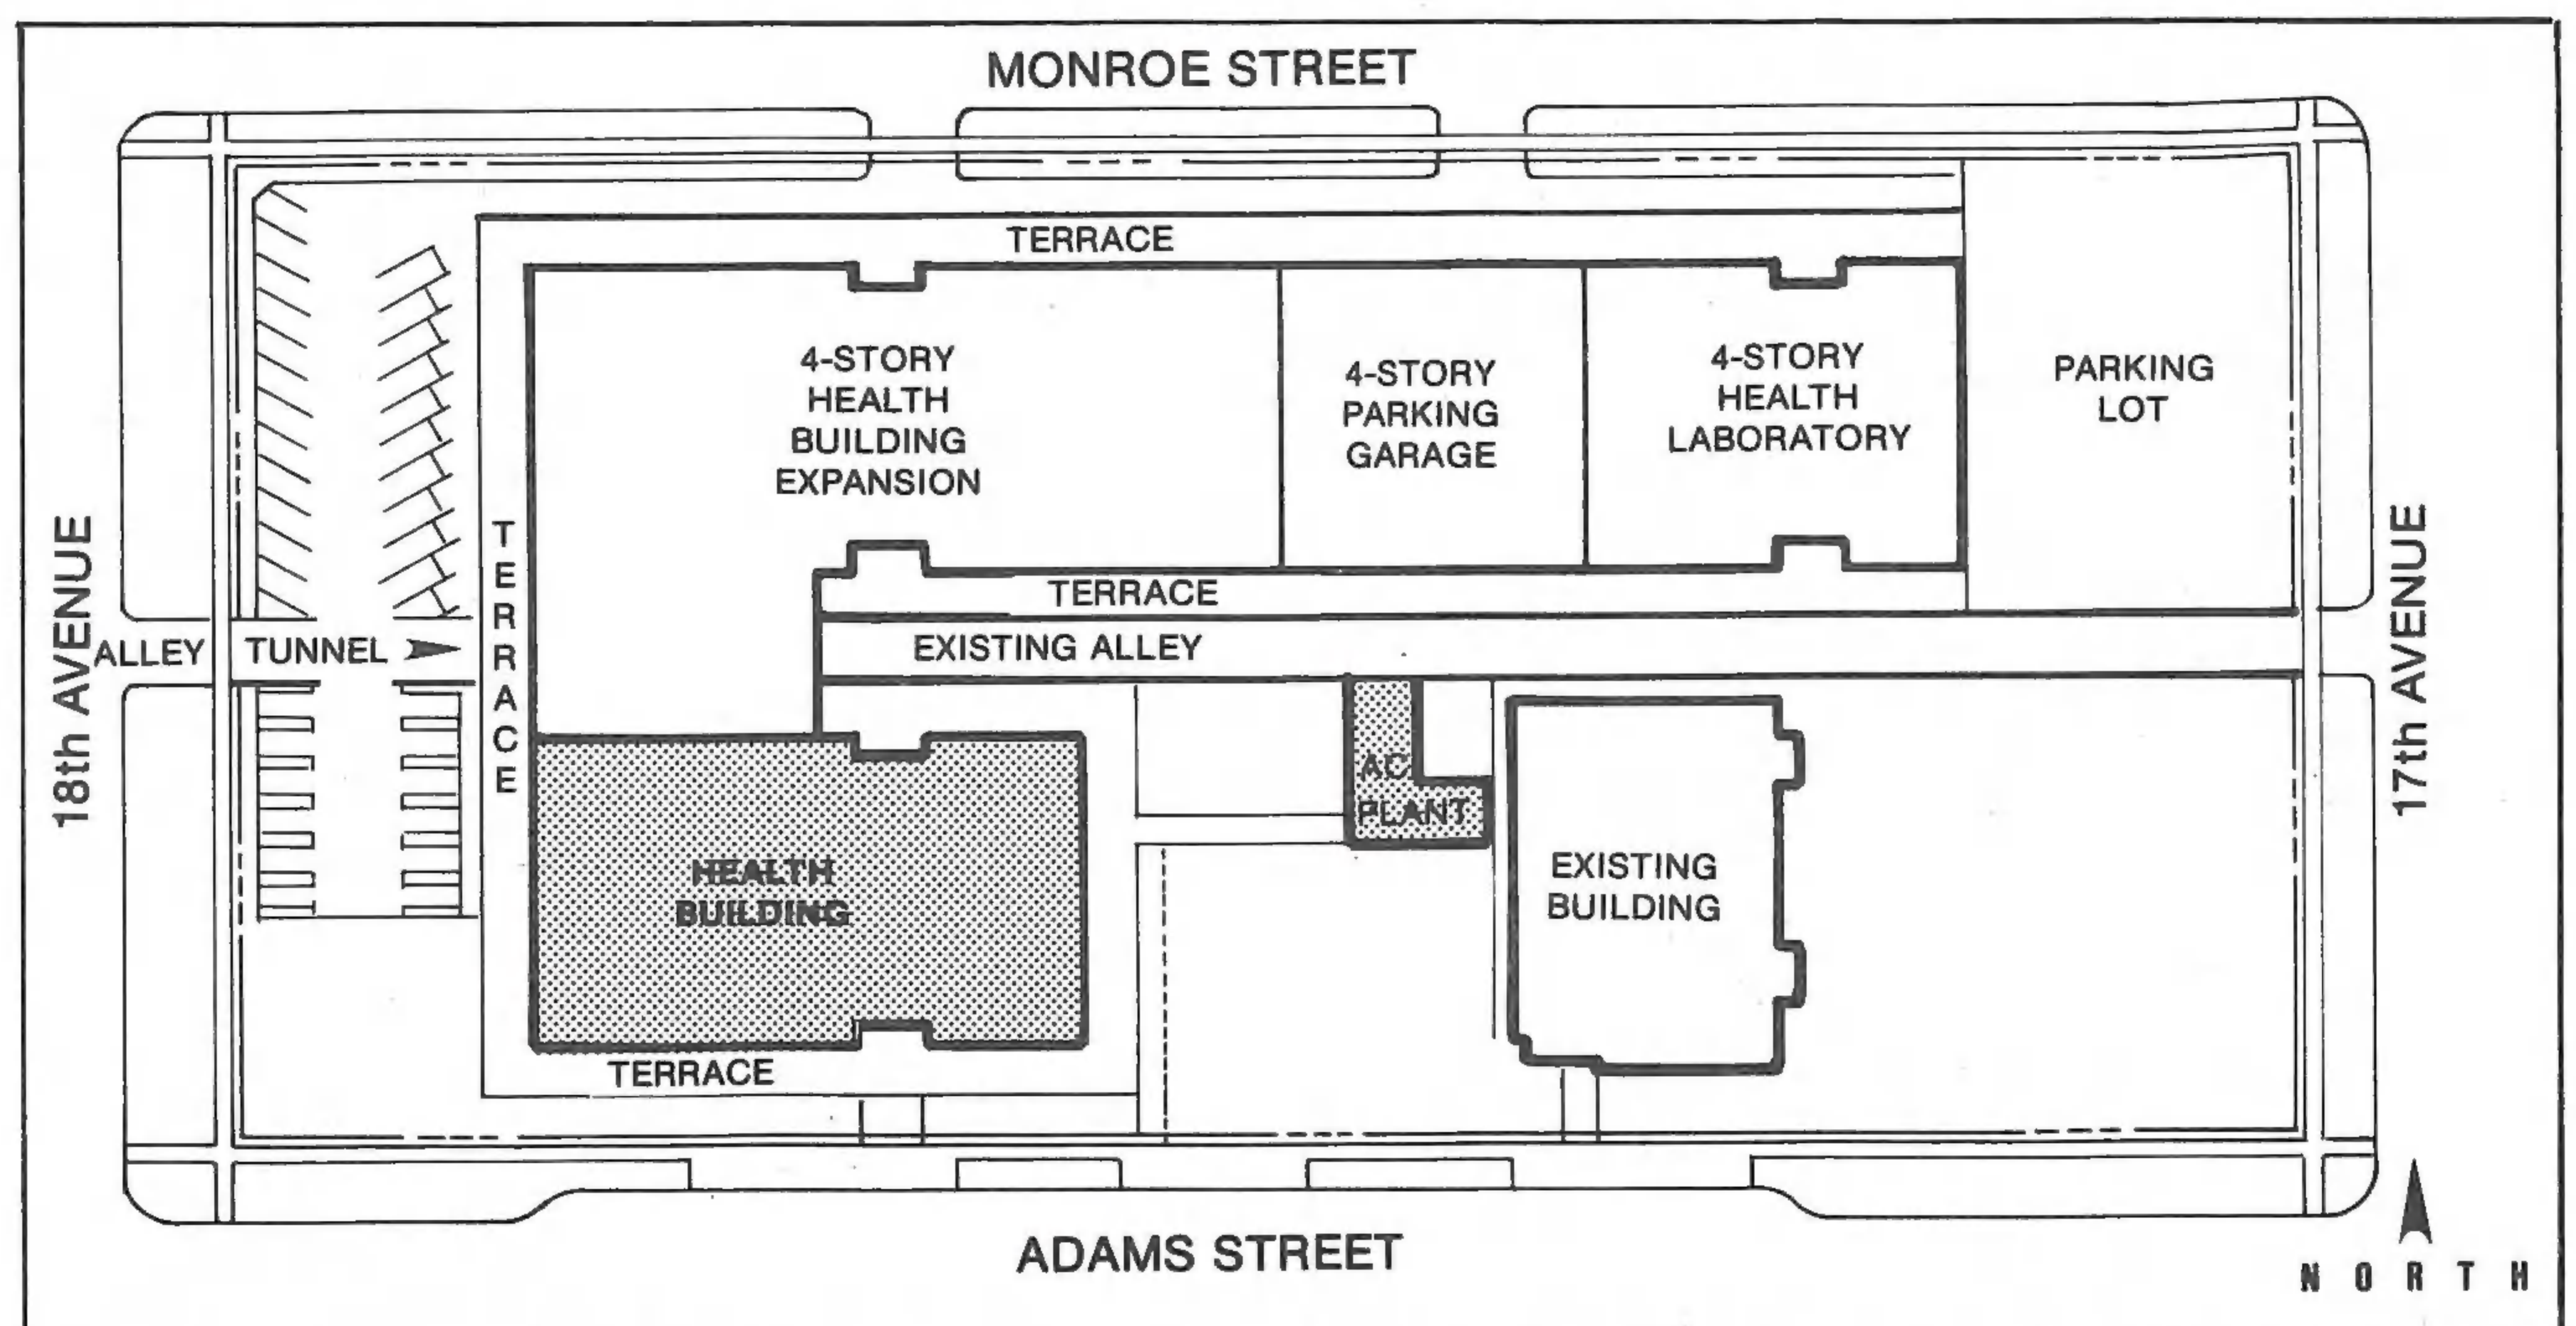 MONROE STREET
TERRACE
4-STORY
HEALTH
BUILDING
EXPANSION
4-STORY
PARKING
GARAGE
4-STORY
HEALTH
LABORATORY
PARKING
LOT
18th AVENUE
TERRACE
17th AVENUE
TERRACE
ALLEY
TUNNEL
EXISTING ALLEY
AC
PLANT
HEALTH
BUILDING
EXISTING
BUILDING
TERRACE
ADAMS STREET
NORTH